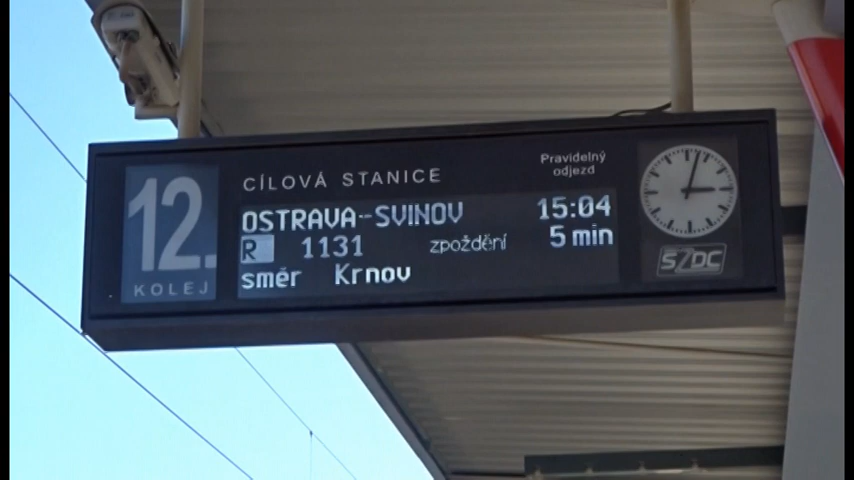 12.
KOLEJ
CÍLOVÁ STANICE
Pravidelný
odjezd
OSTRAVA-SVINOV 15:04
R 1131 zpoždění 5 min
směr Krnov
SŽDC